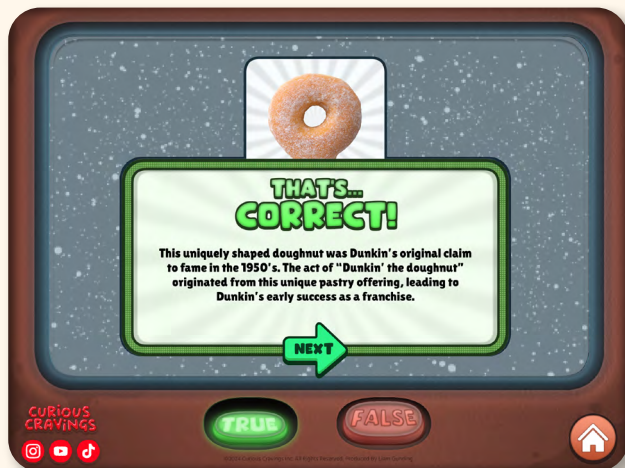 THAT'S...
CORRECT!
This uniquely shaped doughnut was Dunkin's original claim
to fame in the 1950's. The act of "Dunkin' the doughnut"
originated from this unique pastry offering, leading to
Dunkin's early success as a franchise.
NEXT
TRUE
FALSE
CURIOUS
CRAVINGS